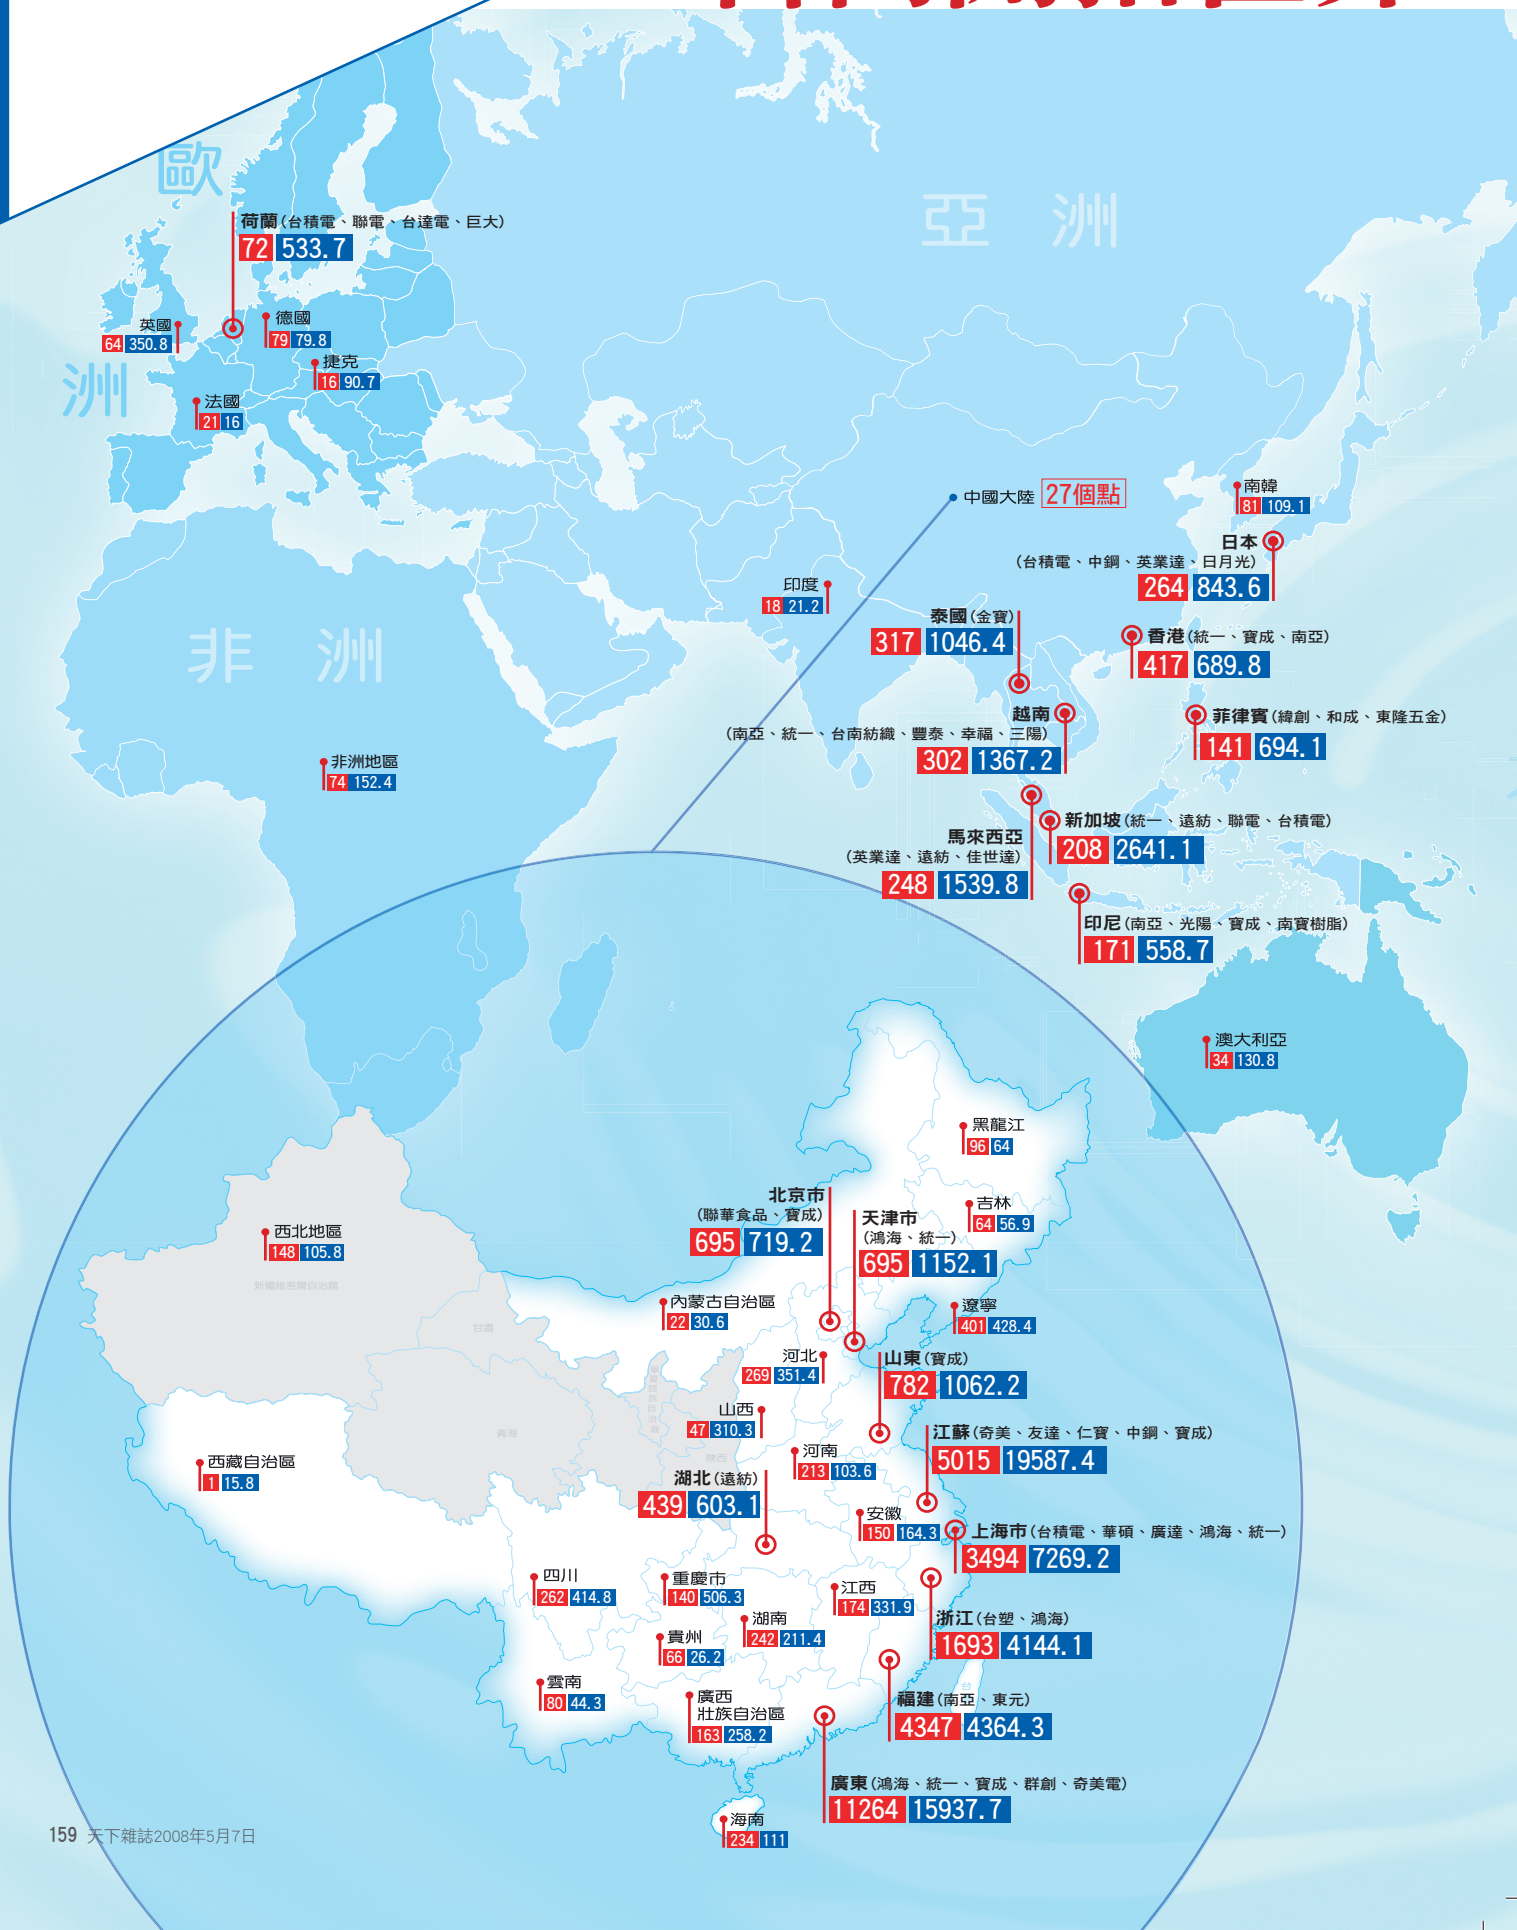 歐
洲
亞 洲
非 洲
荷蘭(台積電、聯電、台達電、巨大)
72 533.7
英國
64 350.8
德國
79 79.8
捷克
16 90.7
法國
21 16
中國大陸 27個點
南韓
81 109.1
日本
(台積電、中鋼、英業達、日月光)
264 843.6
印度
18 21.2
泰國(金寶)
317 1046.4
香港(統一、寶成、南亞)
417 689.8
越南
(南亞、統一、台南紡織、豐泰、幸福、三陽)
302 1367.2
菲律賓(緯創、和成、東隆五金)
141 694.1
非洲地區
74 152.4
新加坡(統一、遠紡、聯電、台積電)
208 2641.1
馬來西亞
(英業達、遠紡、佳世達)
248 1539.8
印尼(南亞、光陽、寶成、南寶樹脂)
171 558.7
澳大利亞
34 130.8
黑龍江
96 64
吉林
64 56.9
北京市
(聯華食品、寶成)
695 719.2
天津市
(鴻海、統一)
695 1152.1
西北地區
148 105.8
新疆維吾爾自治區
甘肅
內蒙古自治區
22 30.6
遼寧
401 428.4
河北
269 351.4
山東(寶成)
782 1062.2
山西
47 310.3
青海
陝西
江蘇(奇美、友達、仁寶、中鋼、寶成)
5015 19587.4
河南
213 103.6
西藏自治區
1 15.8
湖北(遠紡)
439 603.1
安徽
150 164.3
上海市(台積電、華碩、廣達、鴻海、統一)
3494 7269.2
四川
262 414.8
重慶市
140 506.3
江西
174 331.9
浙江(台塑、鴻海)
1693 4144.1
湖南
242 211.4
貴州
66 26.2
雲南
80 44.3
廣西
壯族自治區
163 258.2
台
福建(南亞、東元)
4347 4364.3
廣東(鴻海、統一、寶成、群創、奇美電)
11264 15937.7
海南
234 111
159 天下雜誌2008年5月7日